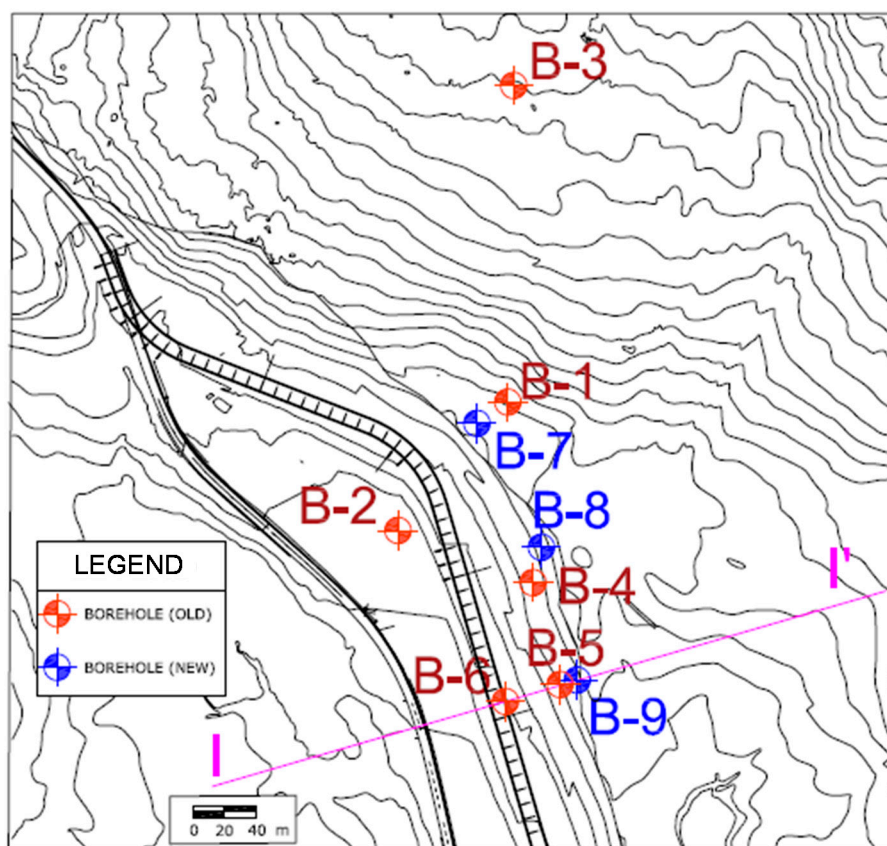 B-3
B-1
B-7
B-2
B-8
LEGEND
BOREHOLE (OLD)
BOREHOLE (NEW)
I'
B-4
B-5
B-6
B-9
I
0 20 40 m